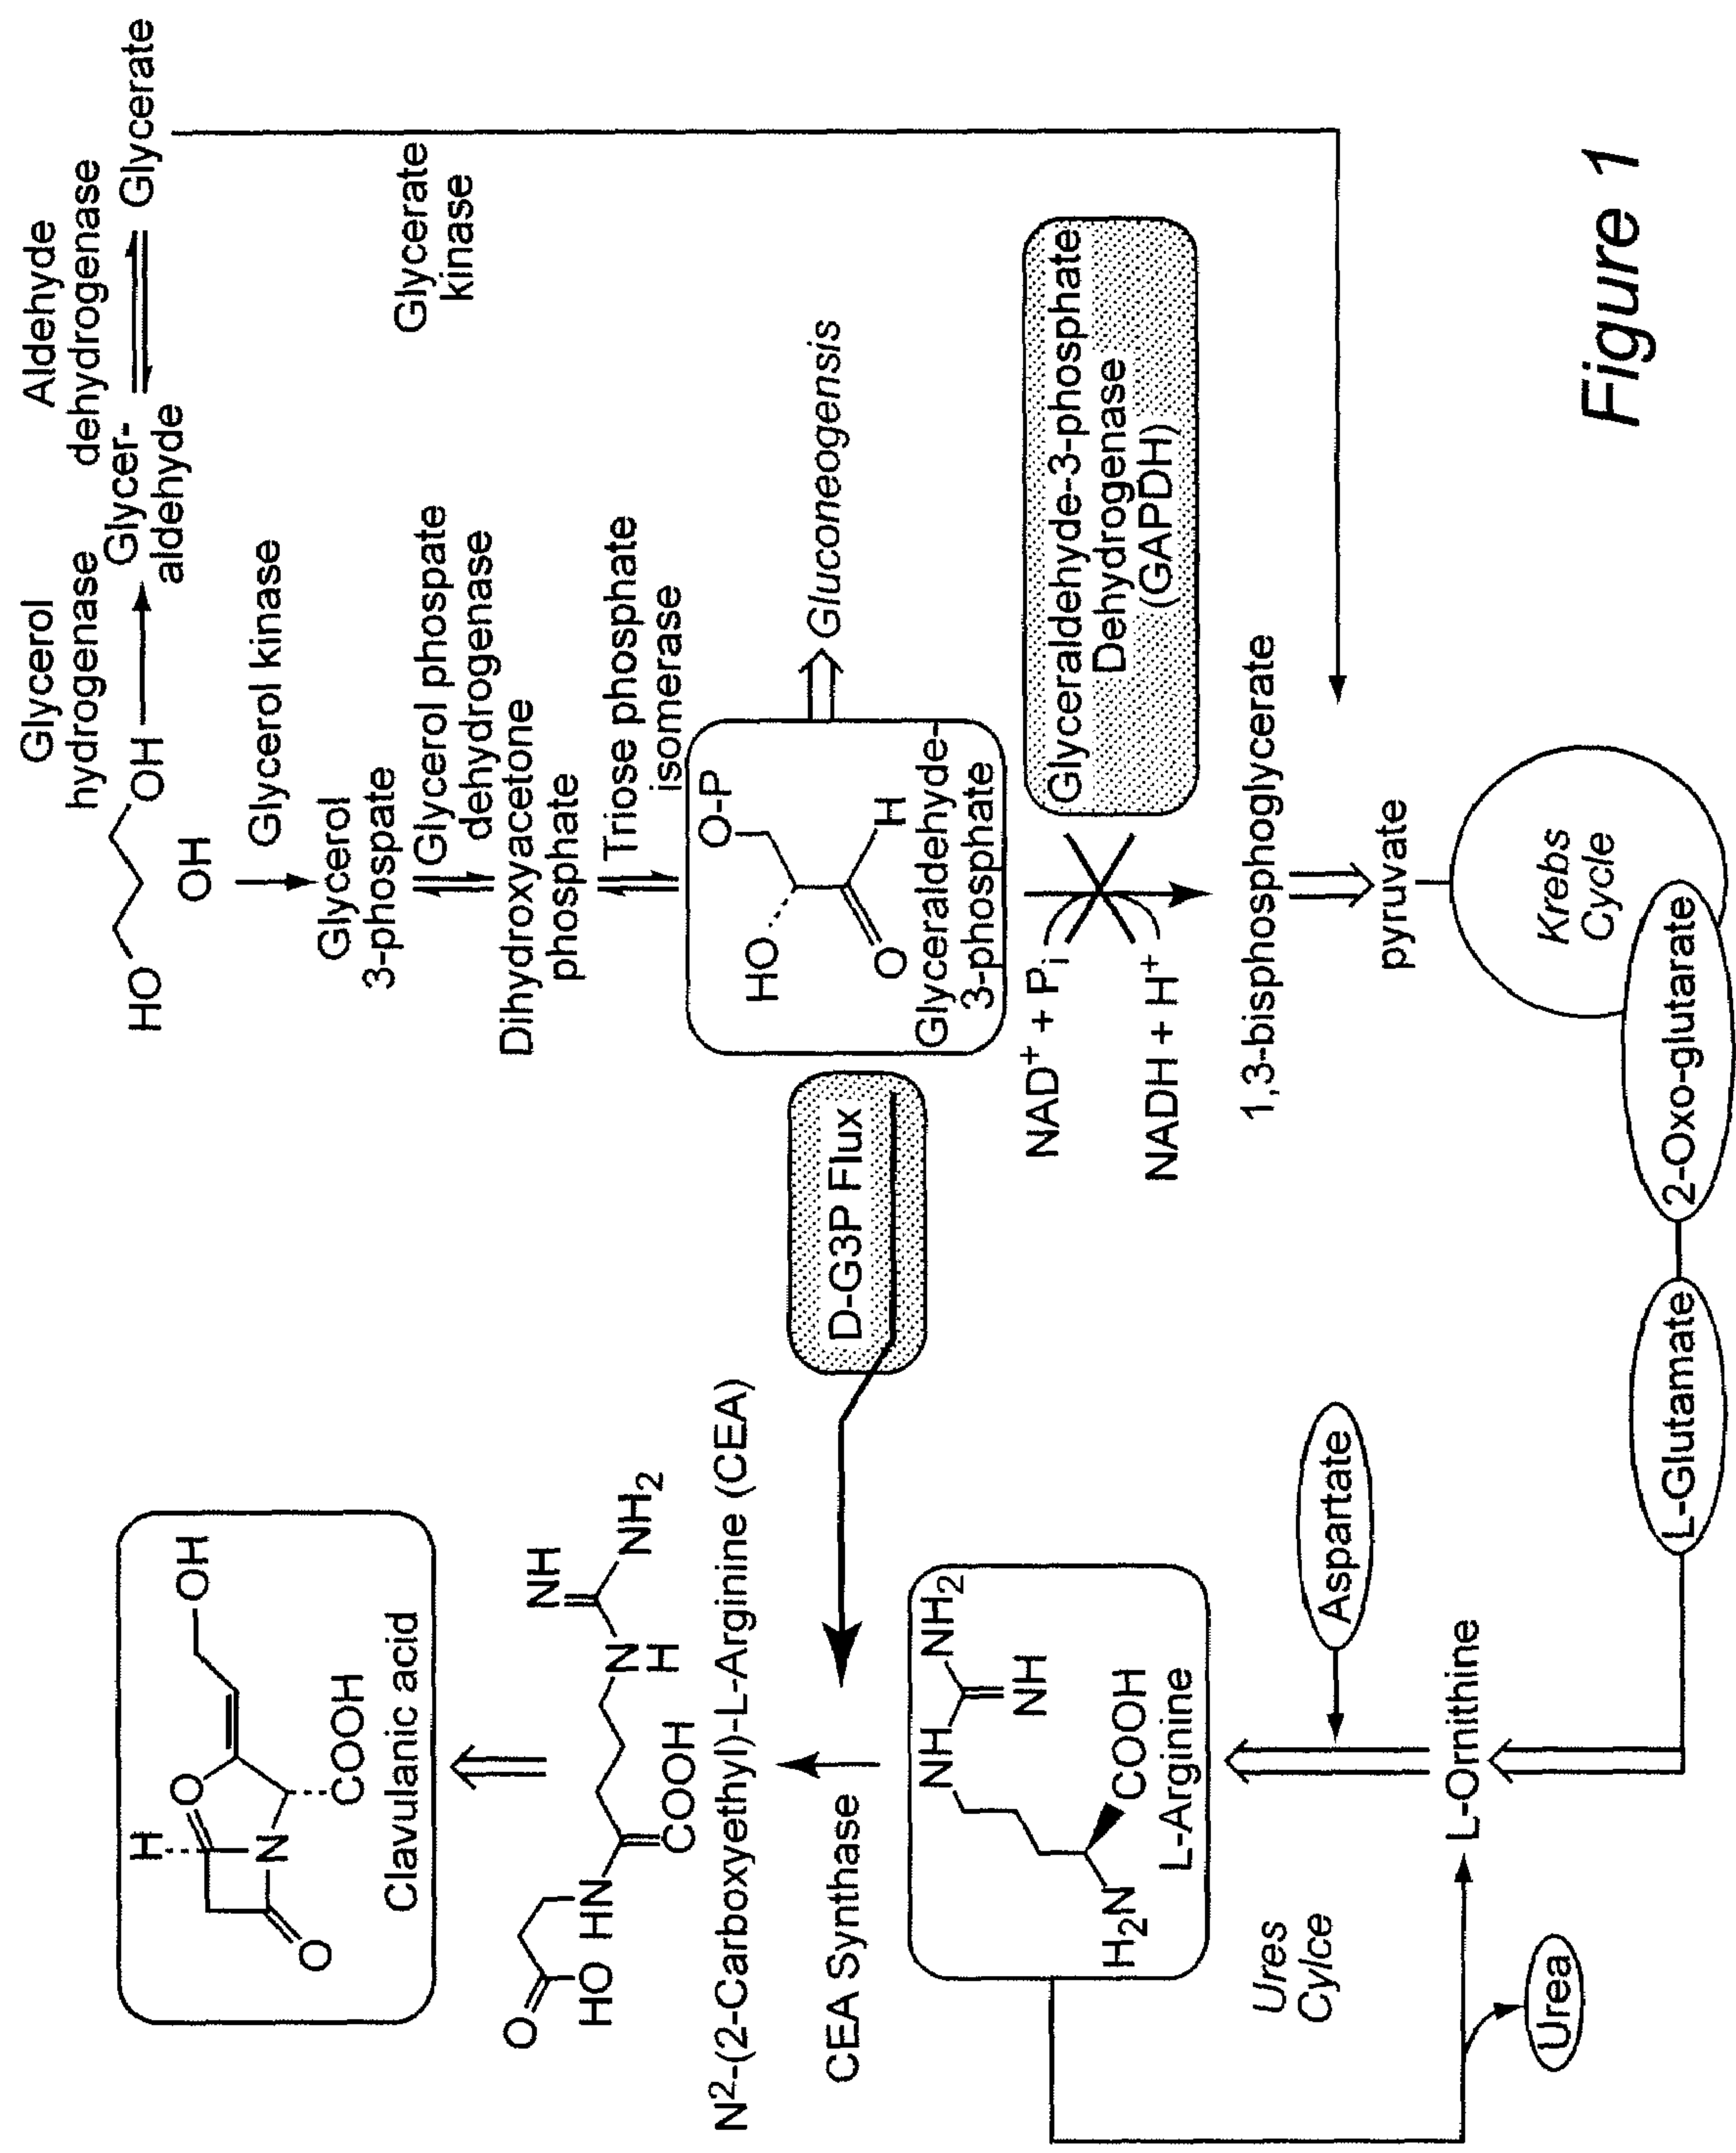 Glycerol
hydrogenase
Aldehyde
dehydrogenase
HO
OH
OH
Glycer-
aldehyde
Glycerate
Glycerol kinase
Glycerate
kinase
Glycerol
3-phospate
Glycerol phospate
dehydrogenase
Dihydroxyacetone
phosphate
Triose phosphate
isomerase
O-P
HO
H
O
Glyceraldehyde-
3-phosphate
Gluconeogensis
D-G3P Flux
NAD+ + Pi
NADH + H+
Glyceraldehyde-3-phosphate
Dehydrogenase
(GAPDH)
1,3-bisphosphoglycerate
pyruvate
Krebs
Cycle
2-Oxo-glutarate
L-Glutamate
H
O
OH
N
O
COOH
Clavulanic acid
NH
O
HO
HN
N
H
NH2
COOH
N2-(2-Carboxyethyl)-L-Arginine (CEA)
CEA Synthase
NH
NH2
NH
H2N
COOH
L-Arginine
Ures
Cylce
Aspartate
L-Ornithine
Urea
Figure 1